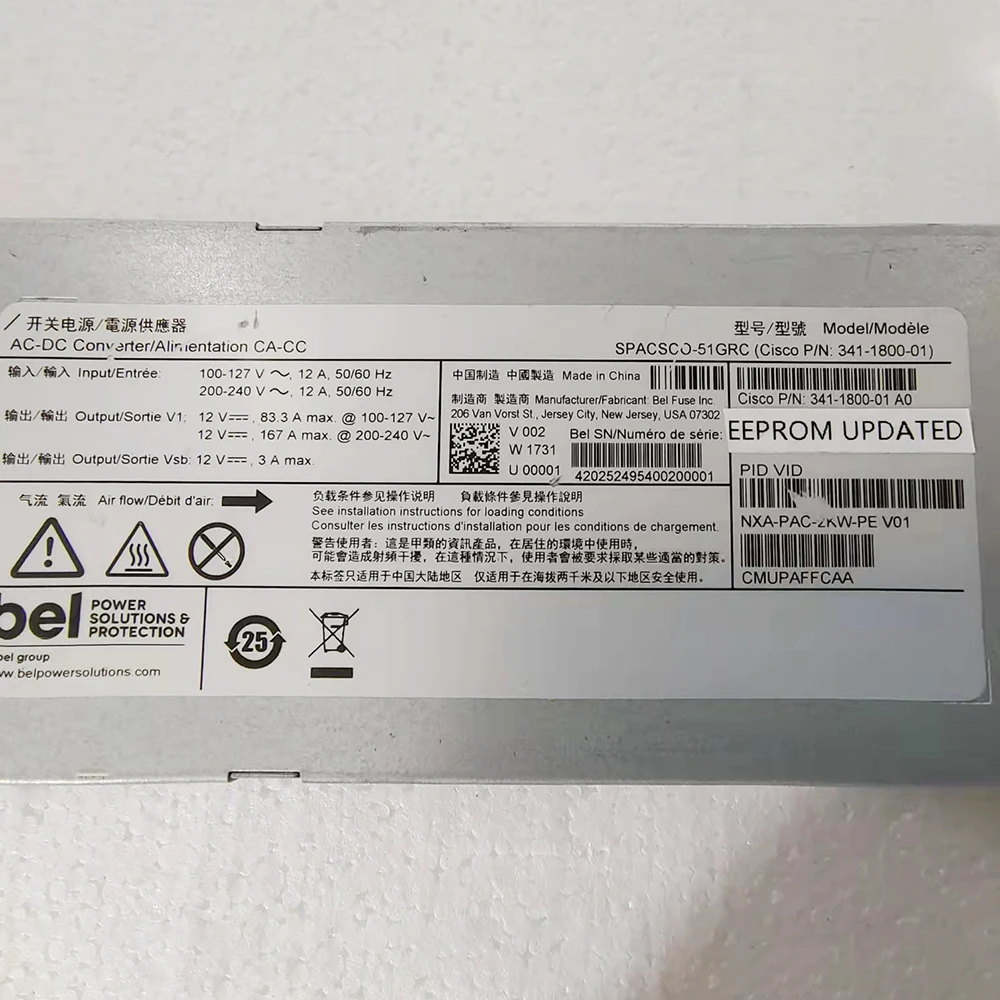 开关电源/電源供應器
AC-DC Converter/Alimentation CA-CC
型号/型號 Model/Modèle
SPACSCO-51GRC (Cisco P/N: 341-1800-01)
输入/輸入 Input/Entrée: 100-127 V ～, 12 A, 50/60 Hz
200-240 V ～, 12 A, 50/60 Hz
输出/輸出 Output/Sortie V1: 12 V⎓, 83.3 A max. @ 100-127 V~
12 V⎓, 167 A max. @ 200-240 V~
输出/輸出 Output/Sortie Vsb: 12 V⎓, 3 A max.
中国制造 中國製造 Made in China
制造商 製造商 Manufacturer/Fabricant: Bel Fuse Inc.
206 Van Vorst St., Jersey City, New Jersey, USA 07302
V 002
W 1731
U 00001
Bel SN/Numéro de série:
420252495400200001
Cisco P/N: 341-1800-01 A0
EEPROM UPDATED
PID VID
NXA-PAC-2KW-PE V01
CMUPAFFCAA
气流 氣流 Air flow/Débit d'air:
负载条件参见操作说明 負載條件參見操作說明
See installation instructions for loading conditions
Consulter les instructions d'installation pour les conditions de chargement.
警告使用者: 這是甲類的資訊產品，在居住的環境中使用時，
可能會造成射頻干擾，在這種情況下，使用者會被要求採取某些適當的對策。
本标签只适用于中国大陆地区 仅适用于在海拔两千米及以下地区安全使用。
bel POWER
SOLUTIONS &
PROTECTION
bel group
ww.belpowersolutions.com
25